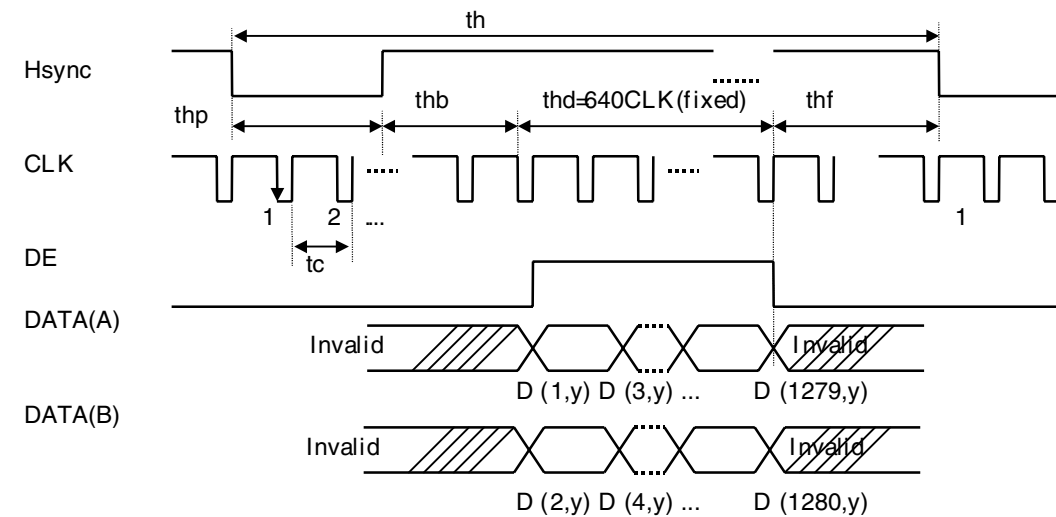 th
Hsync
thp
thb
thd=640CLK(fixed)
thf
CLK
1 2 ....
1
tc
DE
DATA(A)
Invalid
Invalid
D (1,y) D (3,y) ... D (1279,y)
DATA(B)
Invalid
Invalid
D (2,y) D (4,y) ... D (1280,y)